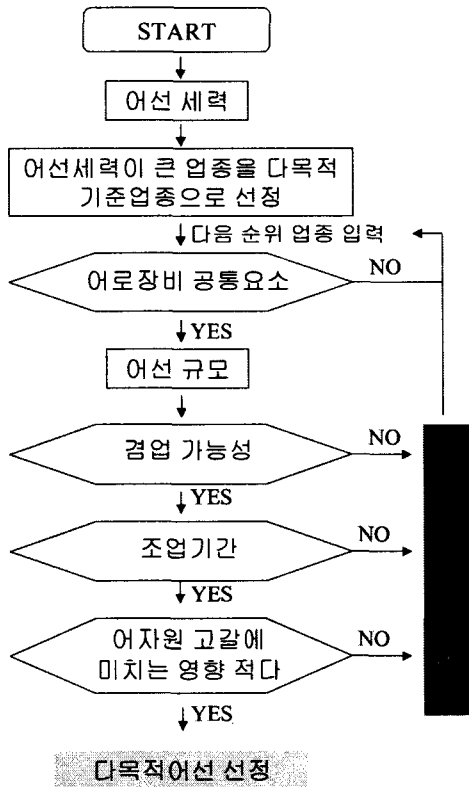 START
어선 세력
어선세력이 큰 업종을 다목적
기준업종으로 선정
다음 순위 업종 입력
어로장비 공통요소
NO
YES
어선 규모
겸업 가능성
NO
YES
조업기간
NO
YES
어자원 고갈에
미치는 영향 적다
NO
YES
다목적어선 선정